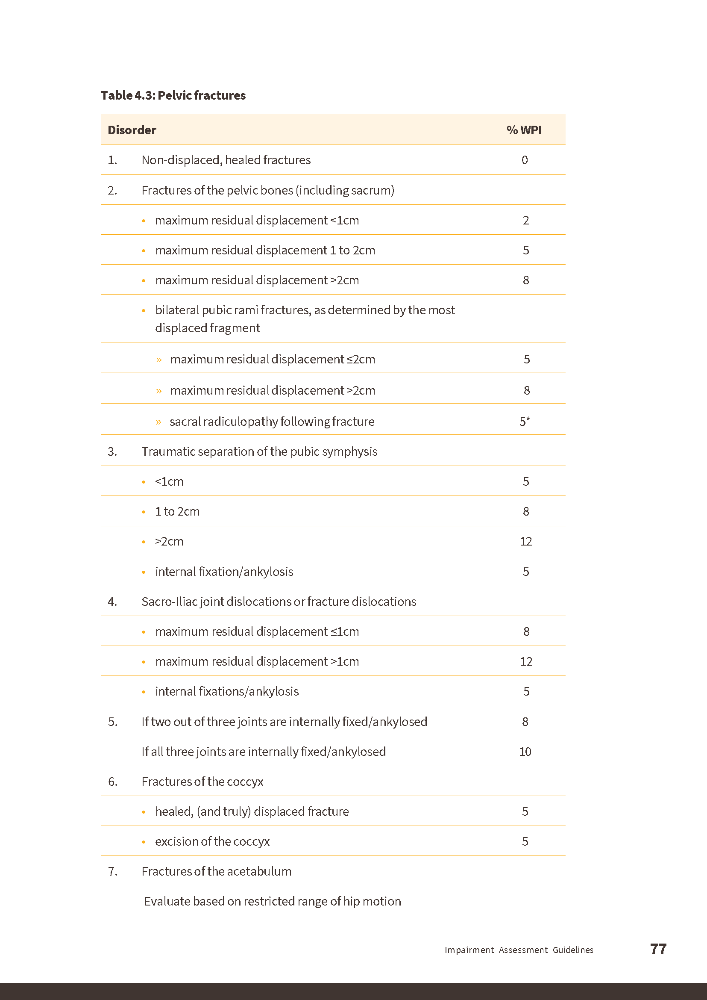 Table 4.3: Pelvic fractures
Disorder % WPI
1. Non-displaced, healed fractures 0
2. Fractures of the pelvic bones (including sacrum)
• maximum residual displacement <1cm 2
• maximum residual displacement 1 to 2cm 5
• maximum residual displacement >2cm 8
• bilateral pubic rami fractures, as determined by the most
displaced fragment
» maximum residual displacement ≤2cm 5
» maximum residual displacement >2cm 8
» sacral radiculopathy following fracture 5*
3. Traumatic separation of the pubic symphysis
• <1cm 5
• 1 to 2cm 8
• >2cm 12
• internal fixation/ankylosis 5
4. Sacro-Iliac joint dislocations or fracture dislocations
• maximum residual displacement ≤1cm 8
• maximum residual displacement >1cm 12
• internal fixations/ankylosis 5
5. If two out of three joints are internally fixed/ankylosed 8
If all three joints are internally fixed/ankylosed 10
6. Fractures of the coccyx
• healed, (and truly) displaced fracture 5
• excision of the coccyx 5
7. Fractures of the acetabulum
Evaluate based on restricted range of hip motion
Impairment Assessment Guidelines 77